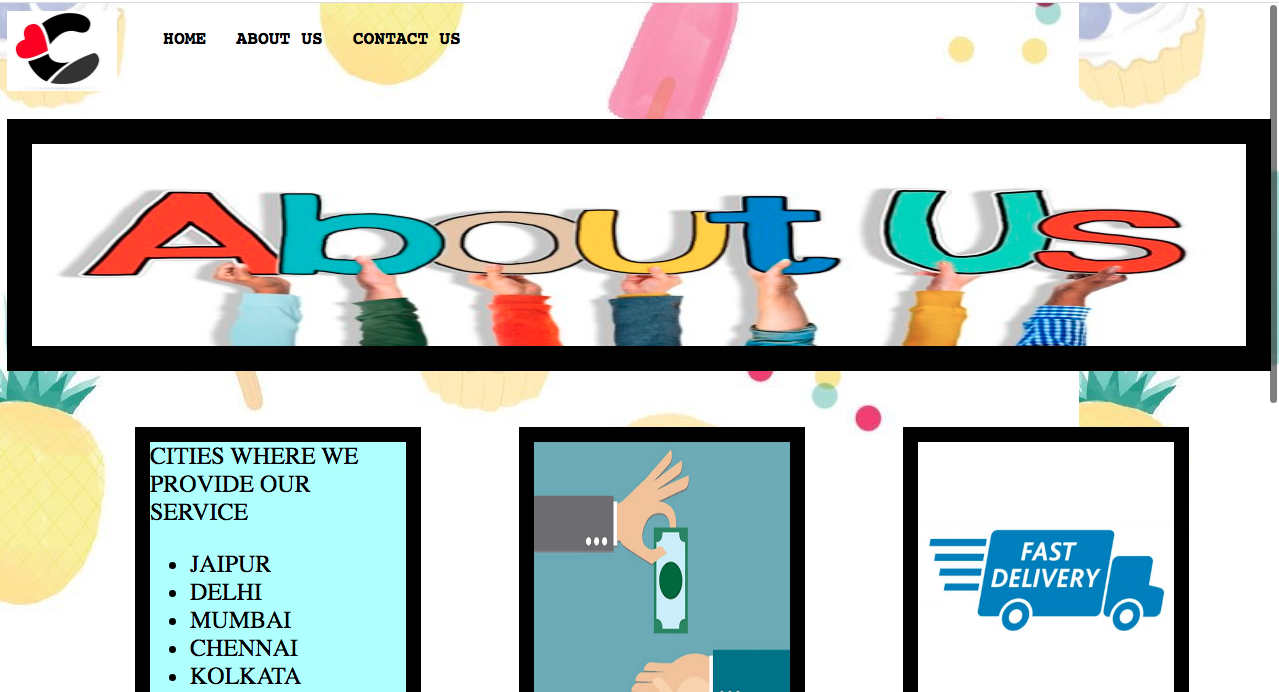 HOME ABOUT US CONTACT US
About Us
CITIES WHERE WE
PROVIDE OUR
SERVICE
JAIPUR
DELHI
MUMBAI
CHENNAI
KOLKATA
FAST
DELIVERY